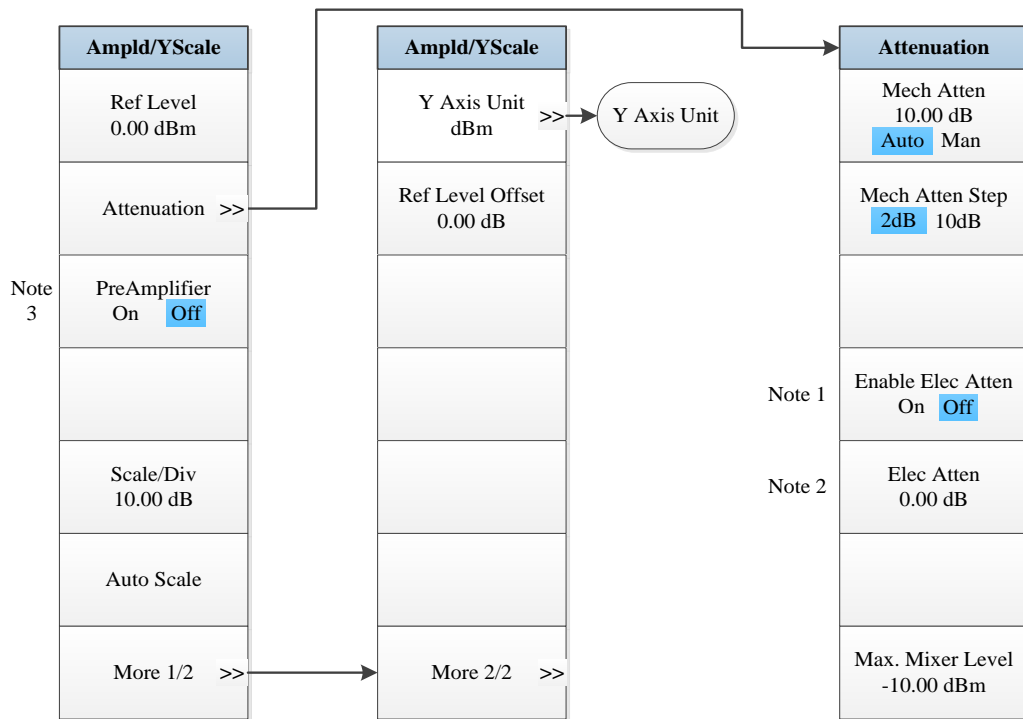 Ampld/YScale
Ref Level
0.00 dBm
Attenuation >>
Note
3
PreAmplifier
On Off
Scale/Div
10.00 dB
Auto Scale
More 1/2 >>
Ampld/YScale
Y Axis Unit
dBm >>
Y Axis Unit
Ref Level Offset
0.00 dB
More 2/2 >>
Attenuation
Mech Atten
10.00 dB
Auto Man
Mech Atten Step
2dB 10dB
Note 1
Enable Elec Atten
On Off
Note 2
Elec Atten
0.00 dB
Max. Mixer Level
-10.00 dBm